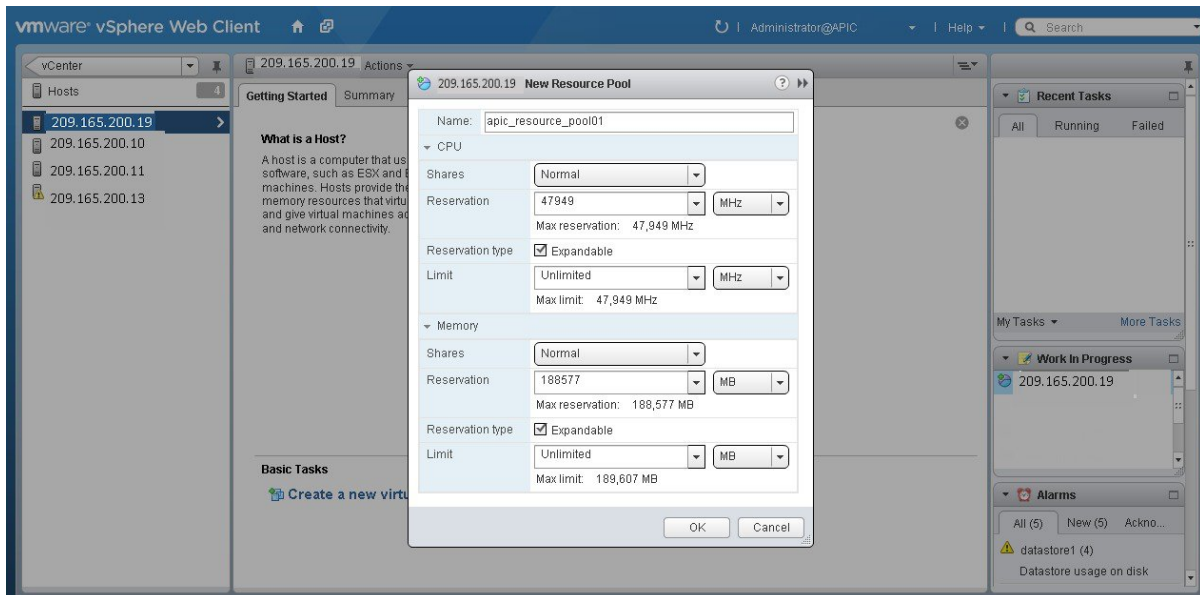 vmware® vSphere Web Client
Administrator@APIC
Help
Search
vCenter
Hosts
4
209.165.200.19
209.165.200.10
209.165.200.11
209.165.200.13
209.165.200.19
Actions
Getting Started
Summary
What is a Host?
A host is a computer that us
software, such as ESX and
machines. Hosts provide the
memory resources that virtu
and give virtual machines ac
and network connectivity.
Basic Tasks
Create a new virtu
209.165.200.19 New Resource Pool
?
Name: apic_resource_pool01
CPU
Shares Normal
Reservation 47949 MHz
Max reservation: 47,949 MHz
Reservation type Expandable
Limit Unlimited MHz
Max limit: 47,949 MHz
Memory
Shares Normal
Reservation 188577 MB
Max reservation: 188,577 MB
Reservation type Expandable
Limit Unlimited MB
Max limit: 189,607 MB
OK Cancel
Recent Tasks
All Running Failed
My Tasks More Tasks
Work In Progress
209.165.200.19
Alarms
All (5) New (5) Ackno...
datastore1 (4)
Datastore usage on disk